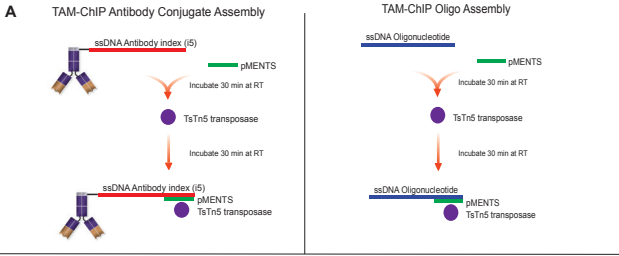 A
TAM-ChIP Antibody Conjugate Assembly
ssDNA Antibody index (i5)
pMENTS
Incubate 30 min at RT
TsTn5 transposase
Incubate 30 min at RT
ssDNA Antibody index (i5)
pMENTS
TsTn5 transposase
TAM-ChIP Oligo Assembly
ssDNA Oligonucleotide
pMENTS
Incubate 30 min at RT
TsTn5 transposase
Incubate 30 min at RT
ssDNA Oligonucleotide
pMENTS
TsTn5 transposase